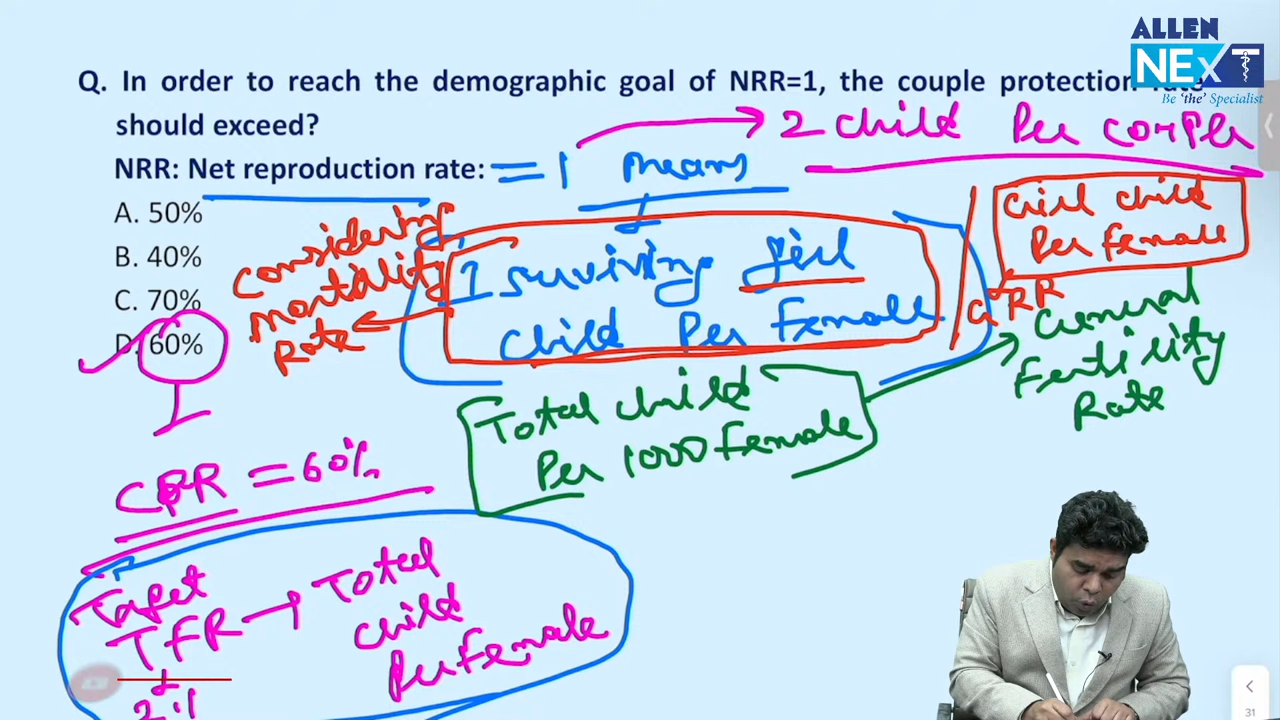 ALLEN
NExT
Be 'the' Specialist
Q. In order to reach the demographic goal of NRR=1, the couple protection rate
should exceed?
→ 2 child Per couple
NRR: Net reproduction rate: = 1 means
A. 50%
B. 40%
C. 70%
D. 60%
considering
mortality
Rate
1 surviving girl
child Per female
Girl child
Per female
GRR
General
Fertility
Rate
Total child
Per 1000 female
CPR = 60%
Target
TFR → Total
child
Per female
2.1
31